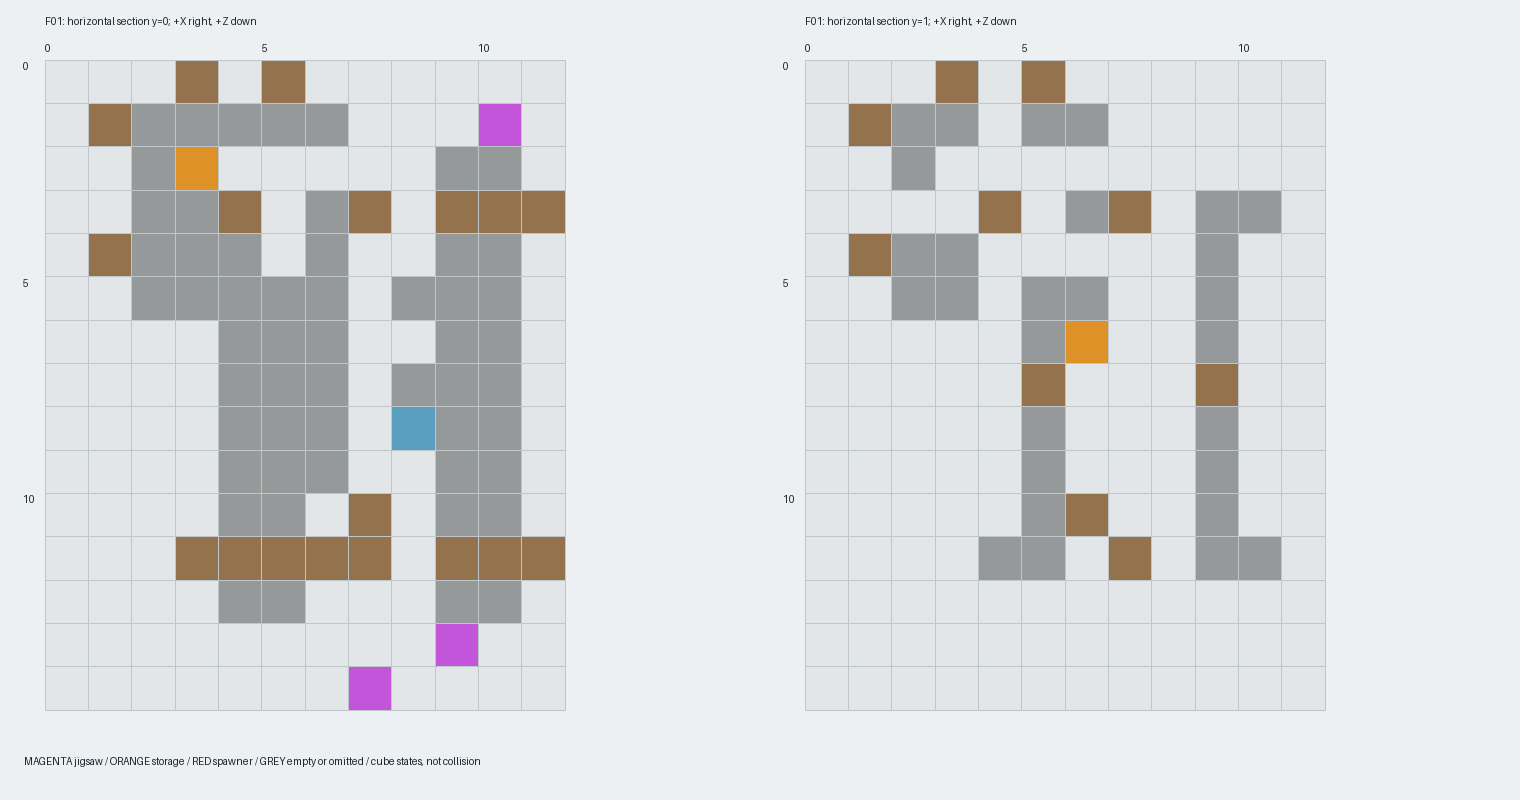 F01: horizontal section y=0; +X right, +Z down
F01: horizontal section y=1; +X right, +Z down
0 5 10
0 5 10
0 0
5 5
10 10
MAGENTA jigsaw / ORANGE storage / RED spawner / GREY empty or omitted / cube states, not collision